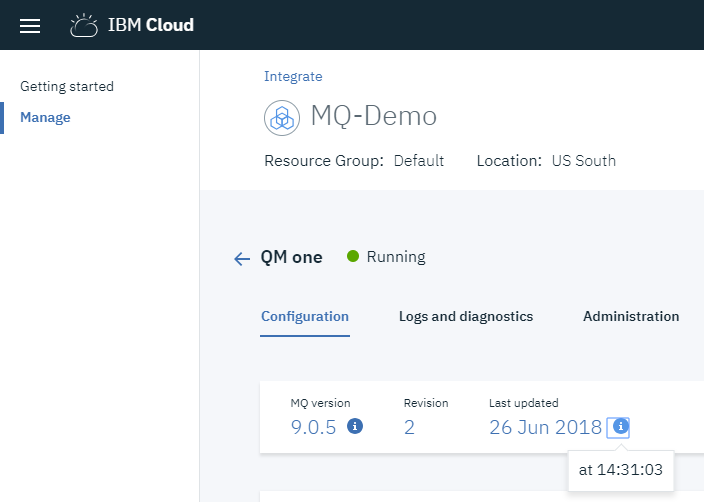 IBM Cloud
Getting started
Manage
Integrate
MQ-Demo
Resource Group: Default Location: US South
QM one Running
Configuration Logs and diagnostics Administration
MQ version Revision Last updated
9.0.5 2 26 Jun 2018
at 14:31:03